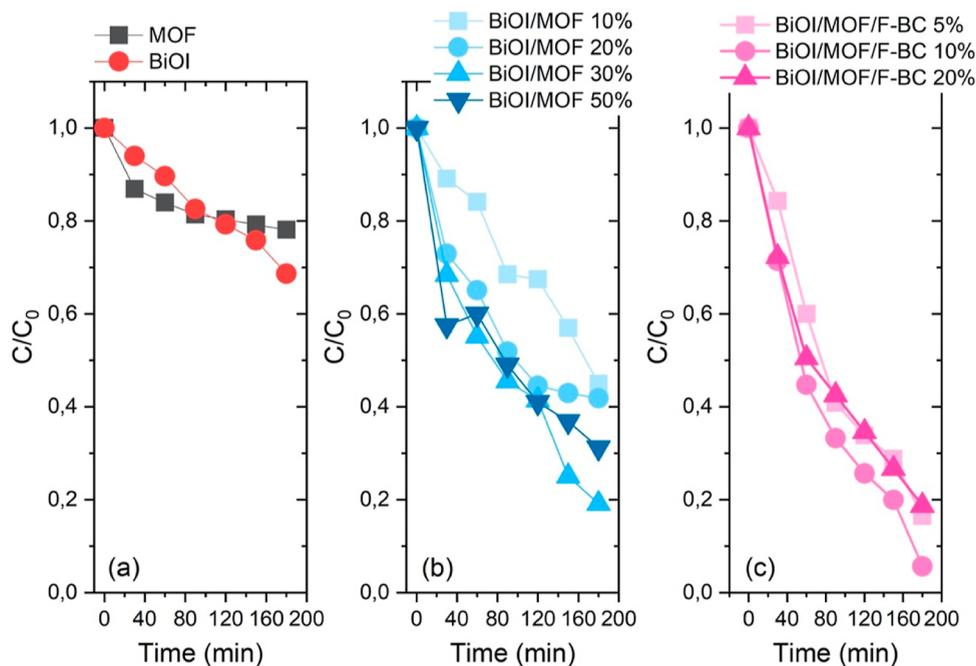 MOF
BiOI
C/C0
1,0
0,8
0,6
0,4
0,2
0,0
(a)
0 40 80 120 160 200
Time (min)
BiOI/MOF 10%
BiOI/MOF 20%
BiOI/MOF 30%
BiOI/MOF 50%
C/C0
1,0
0,8
0,6
0,4
0,2
0,0
(b)
0 40 80 120 160 200
Time (min)
BiOI/MOF/F-BC 5%
BiOI/MOF/F-BC 10%
BiOI/MOF/F-BC 20%
C/C0
1,0
0,8
0,6
0,4
0,2
0,0
(c)
0 40 80 120 160 200
Time (min)